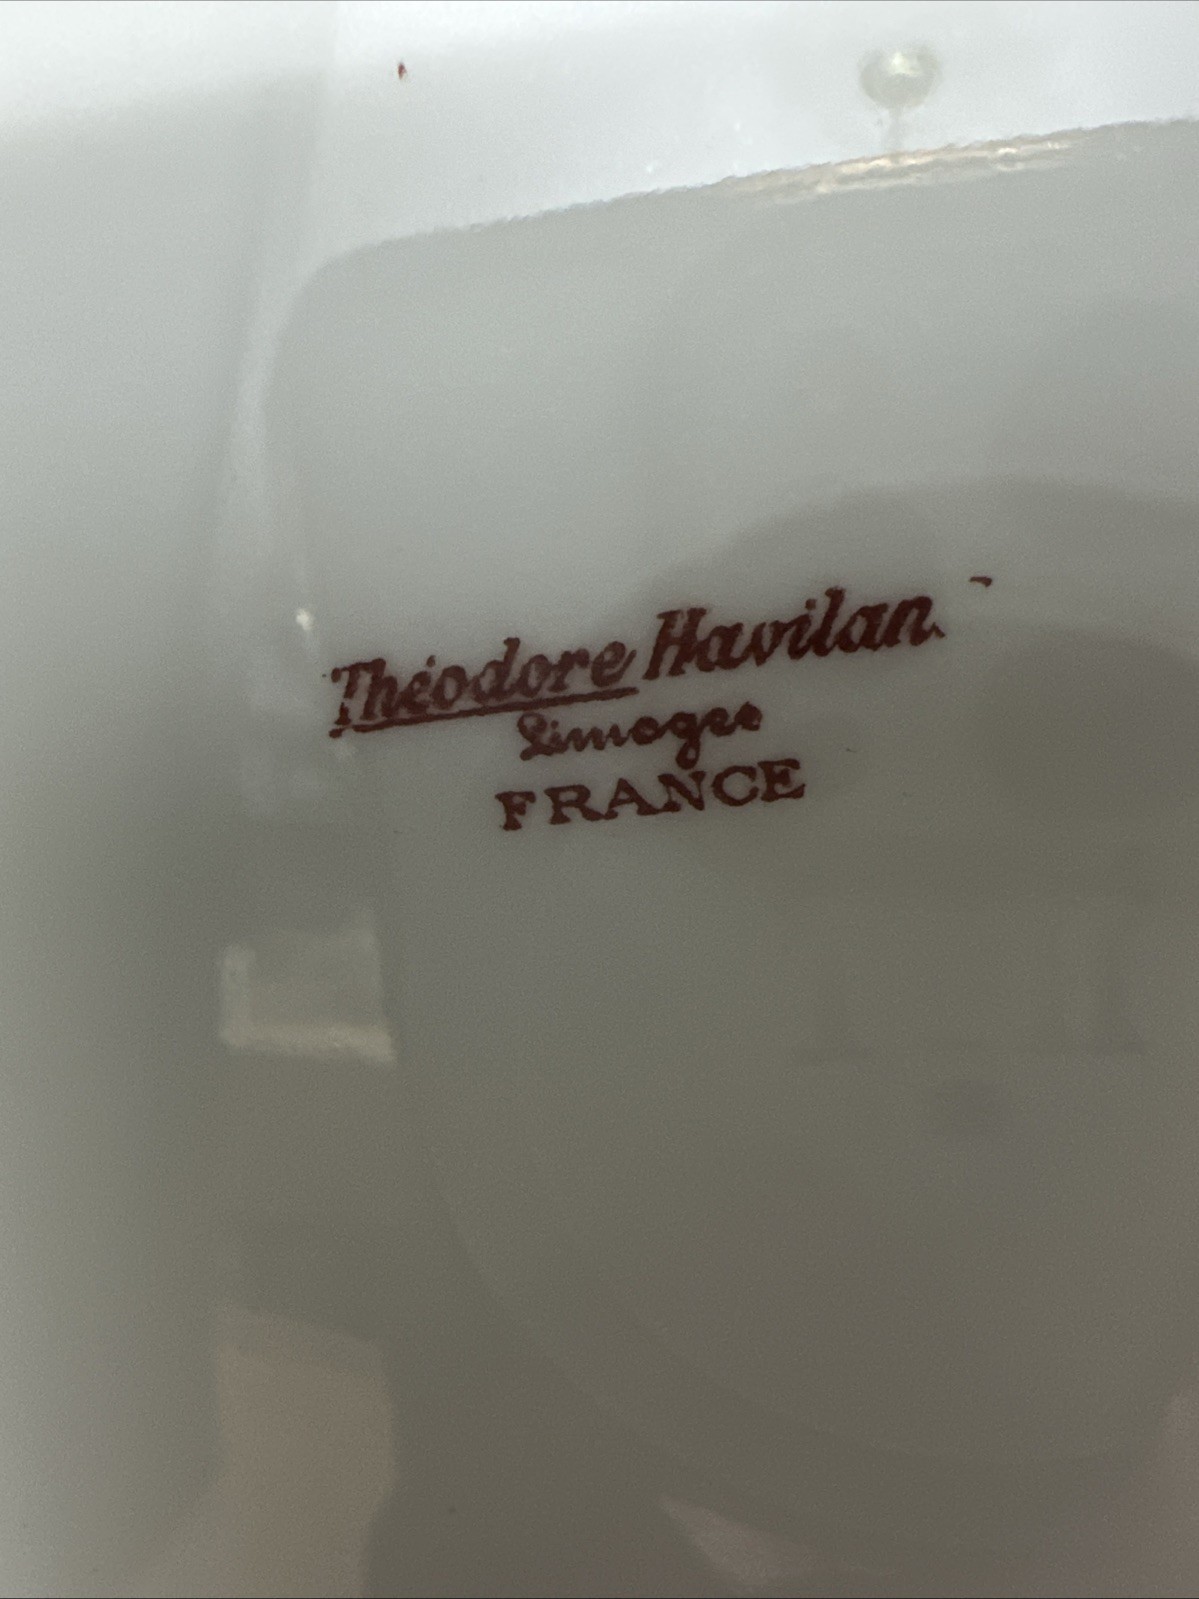 Théodore Havilan
Limoges
FRANCE